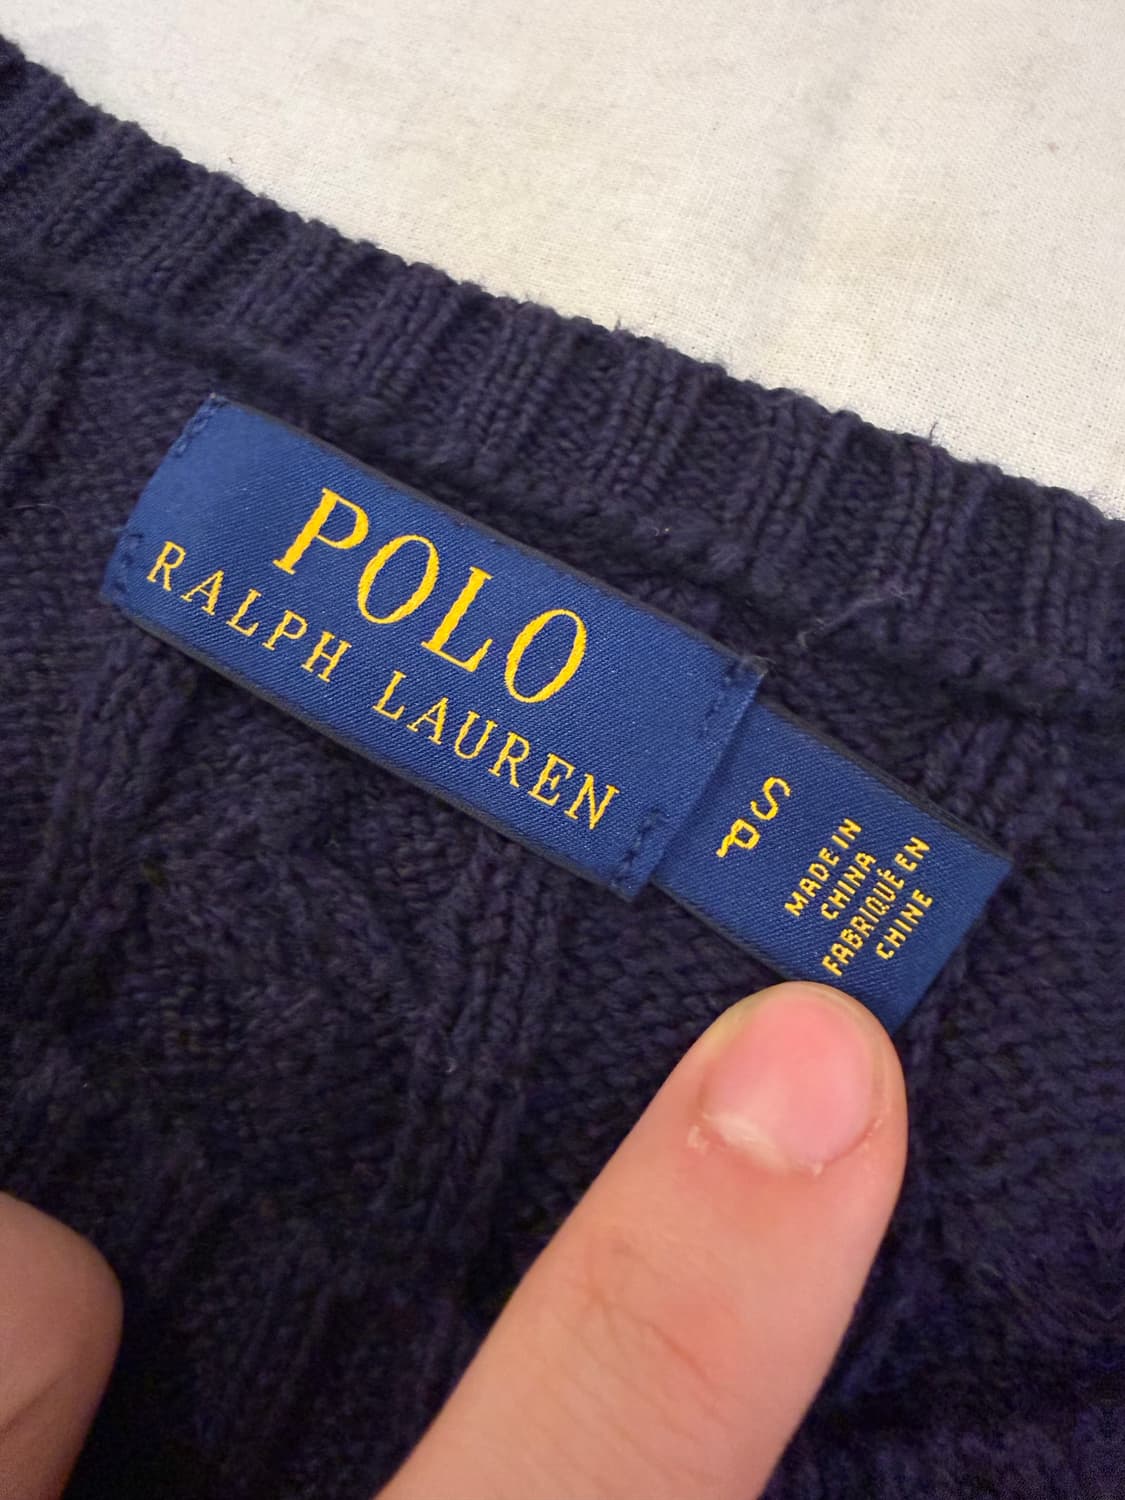 POLO
RALPH LAUREN
S
P
MADE IN
CHINA
FABRIQUÉ EN
CHINE